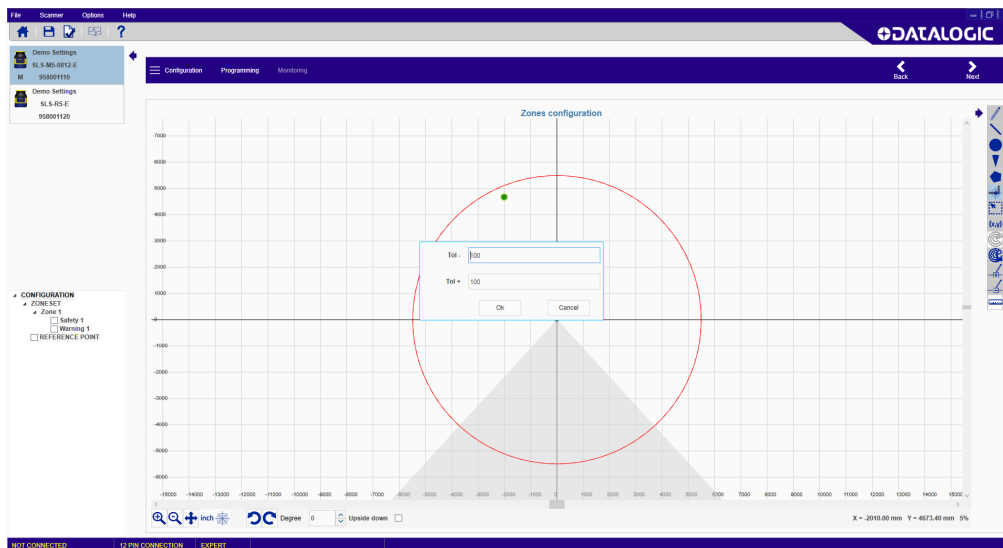 File Scanner Options Help
DATALOGIC
Demo Settings
SLS-M5-0812-E
M 958001110
Demo Settings
SLS-R5-E
958001120
Configuration Programming Monitoring
Back Next
Zones configuration
7000
6000
5000
4000
3000
2000
1000
0
-1000
-2000
-3000
-4000
-5000
-6000
-15000 -14000 -13000 -12000 -11000 -10000 -9000 -8000 -7000 -6000 -5000 -4000 -3000 -2000 -1000 0 1000 2000 3000 4000 5000 6000 7000 8000 9000 10000 11000 12000 13000 14000 15000
Tol - 100
Tol + 100
Ok Cancel
(x,y)
CONFIGURATION
ZONESET
Zone 1
Safety 1
Warning 1
REFERENCE POINT
inch Degree 0 Upside down
X = -2010.00 mm Y = 4673.40 mm 5%
NOT CONNECTED 12 PIN CONNECTION EXPERT